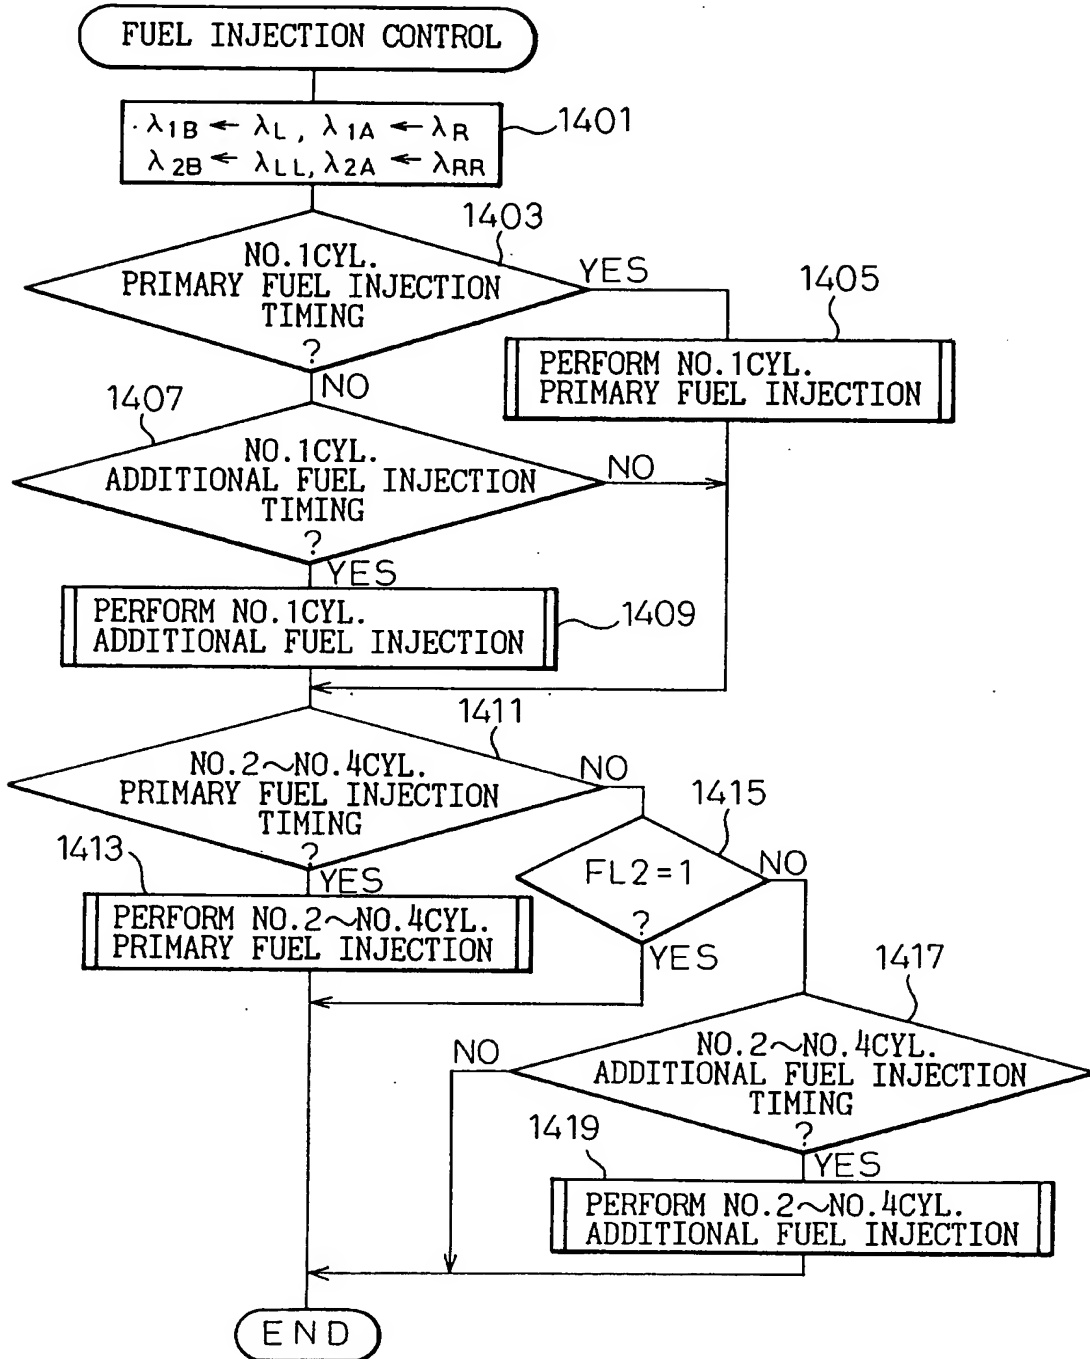 FUEL INJECTION CONTROL
λ1B ← λL, λ1A ← λR
λ2B ← λLL, λ2A ← λRR
1401
1403
NO.1CYL.
PRIMARY FUEL INJECTION
TIMING
?
YES
NO
1405
PERFORM NO.1CYL.
PRIMARY FUEL INJECTION
1407
NO.1CYL.
ADDITIONAL FUEL INJECTION
TIMING
?
NO
YES
PERFORM NO.1CYL.
ADDITIONAL FUEL INJECTION
1409
1411
NO.2~NO.4CYL.
PRIMARY FUEL INJECTION
TIMING
?
NO
YES
1413
PERFORM NO.2~NO.4CYL.
PRIMARY FUEL INJECTION
1415
FL2=1
?
NO
YES
1417
NO.2~NO.4CYL.
ADDITIONAL FUEL INJECTION
TIMING
?
NO
YES
1419
PERFORM NO.2~NO.4CYL.
ADDITIONAL FUEL INJECTION
END